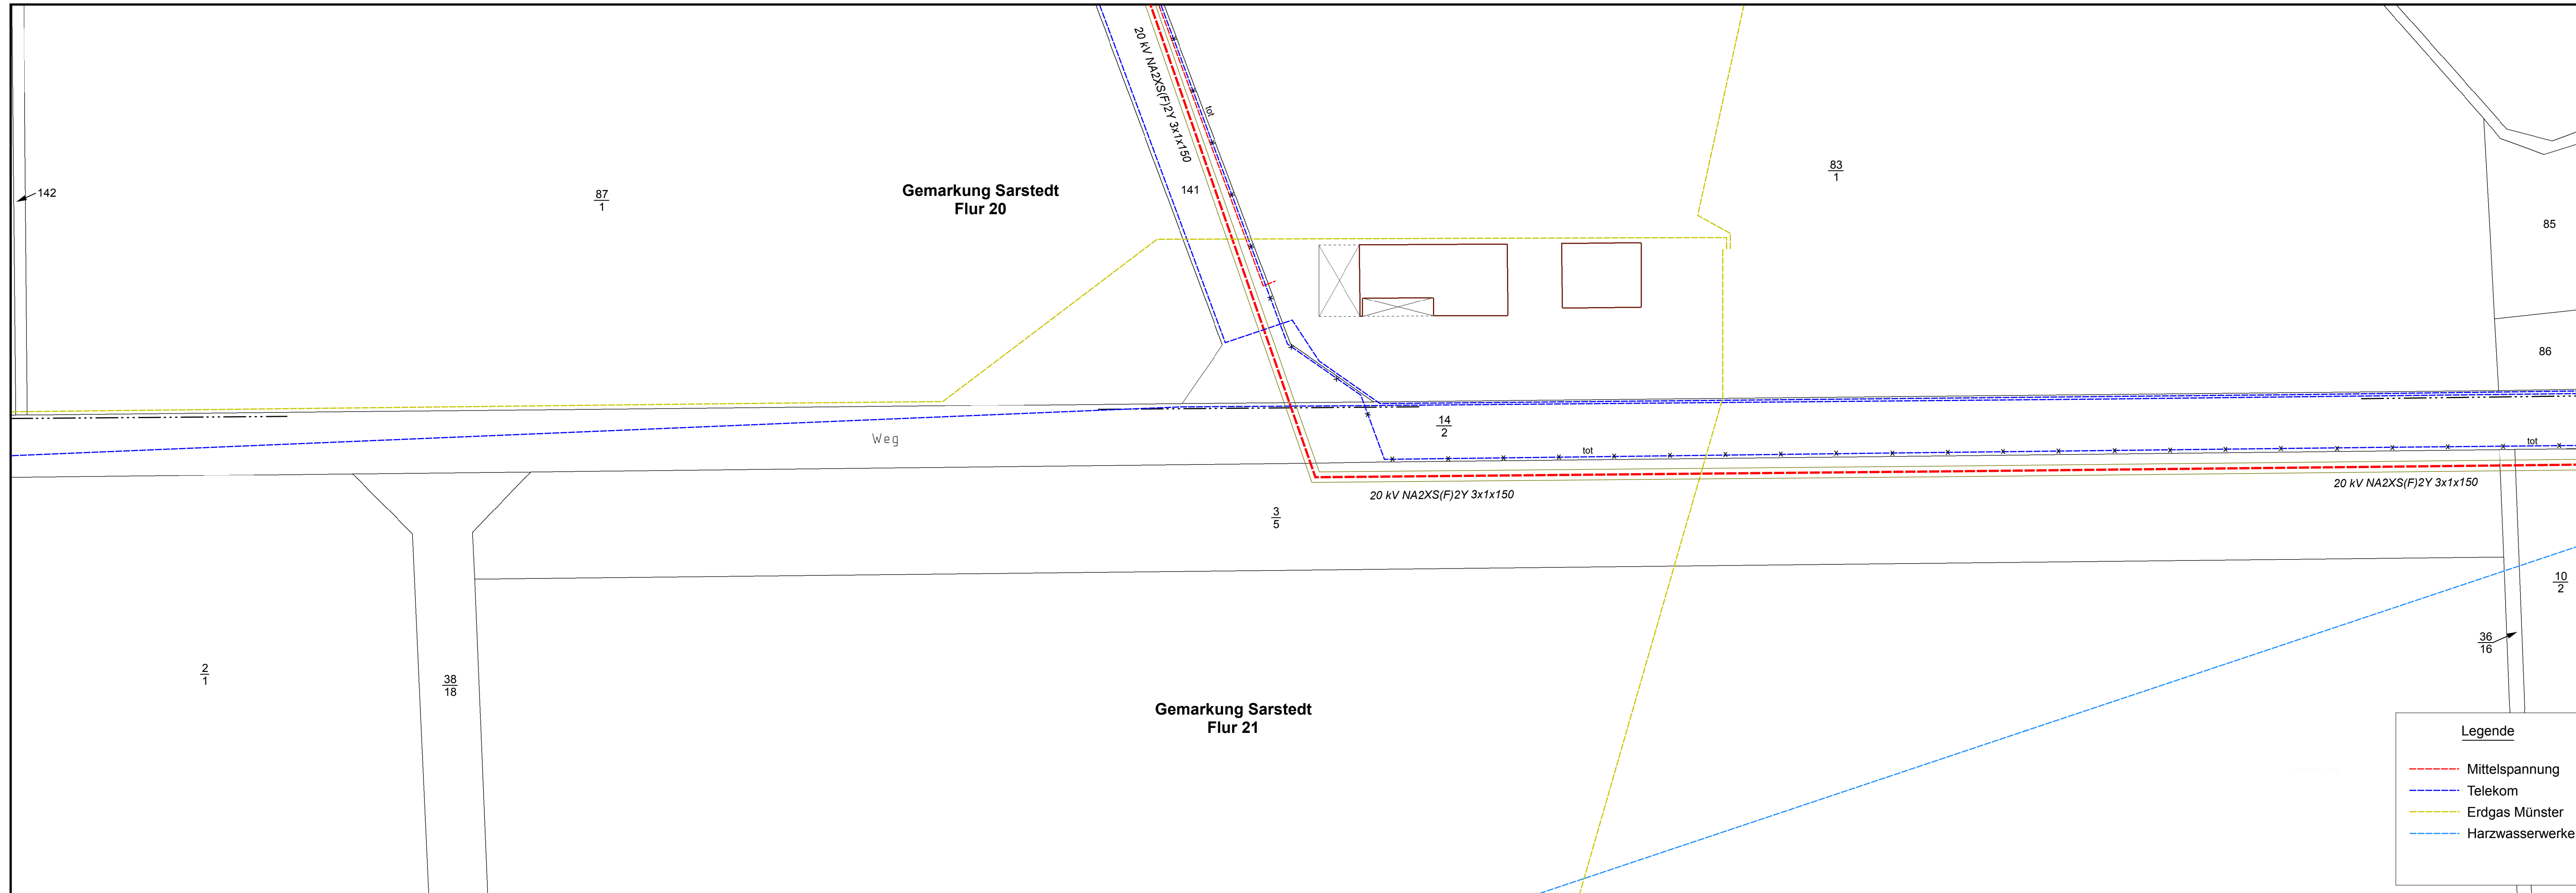 20 kV NA2XS(F)2Y 3x1x150
tot
142
87
1
Gemarkung Sarstedt
Flur 20
141
83
1
85
86
Weg
14
2
tot
tot
20 kV NA2XS(F)2Y 3x1x150
20 kV NA2XS(F)2Y 3x1x150
3
5
10
2
36
16
2
1
38
18
Gemarkung Sarstedt
Flur 21
Legende
Mittelspannung
Telekom
Erdgas Münster
Harzwasserwerke